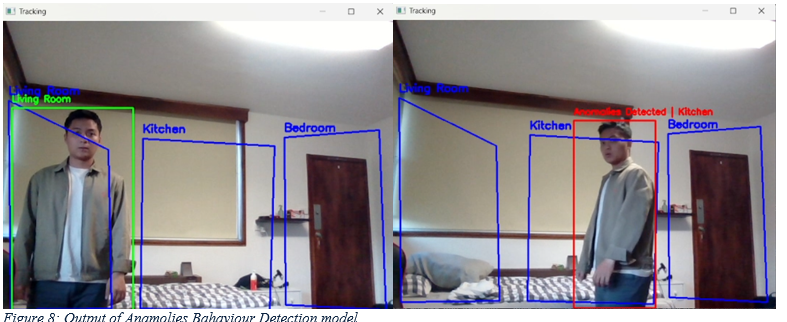 Tracking
Living Room
Living Room
Kitchen
Bedroom
Tracking
Living Room
Anamolies Detected | Kitchen
Kitchen
Bedroom
Figure 8: Output of Anamolies Bahaviour Detection model